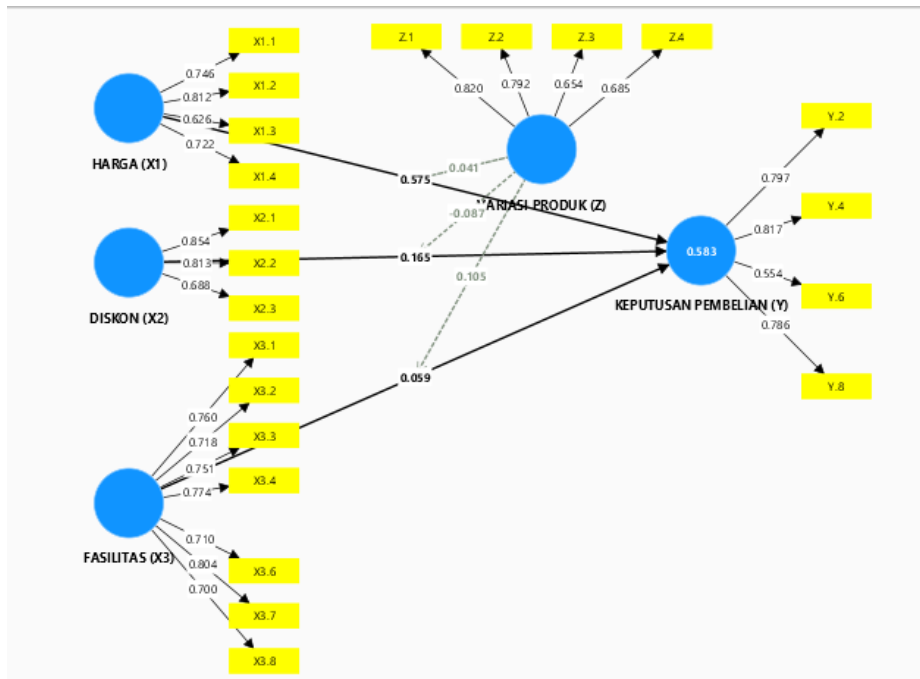 X1.1
X1.2
X1.3
X1.4
0.746
0.812
0.626
0.722
HARGA (X1)
X2.1
X2.2
X2.3
0.854
0.813
0.688
DISKON (X2)
X3.1
X3.2
X3.3
X3.4
X3.6
X3.7
X3.8
0.760
0.718
0.751
0.774
0.710
0.804
0.700
FASILITAS (X3)
Z.1
Z.2
Z.3
Z.4
0.820
0.792
0.654
0.685
PRODUK (Z)
0.041
0.575
-0.087
0.165
0.105
0.059
0.583
KEPUTUSAN PEMBELIAN (Y)
Y.2
Y.4
Y.6
Y.8
0.797
0.817
0.554
0.786